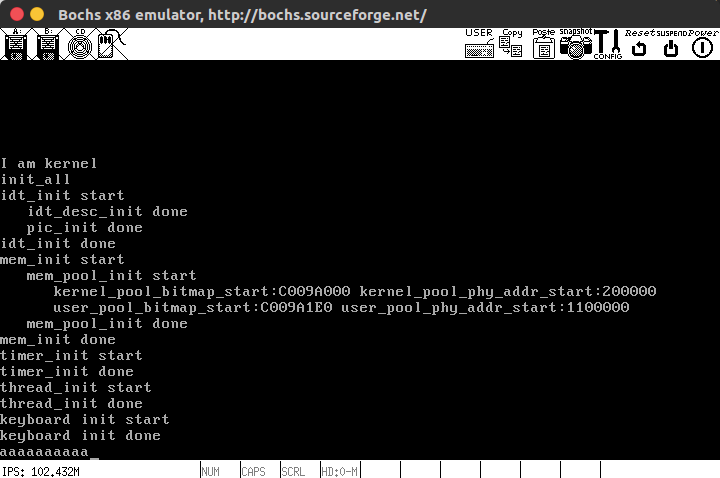 Bochs x86 emulator, http://bochs.sourceforge.net/
A: B: CD USER Copy Paste snapshot CONFIG Reset SUSPEND Power
I am kernel
init_all
idt_init start
idt_desc_init done
pic_init done
idt_init done
mem_init start
mem_pool_init start
kernel_pool_bitmap_start:C009A000 kernel_pool_phy_addr_start:200000
user_pool_bitmap_start:C009A1E0 user_pool_phy_addr_start:1100000
mem_pool_init done
mem_init done
timer_init start
timer_init done
thread_init start
thread_init done
keyboard init start
keyboard init done
aaaaaaaaaa_
IPS: 102.432M NUM CAPS SCRL HD:0-M